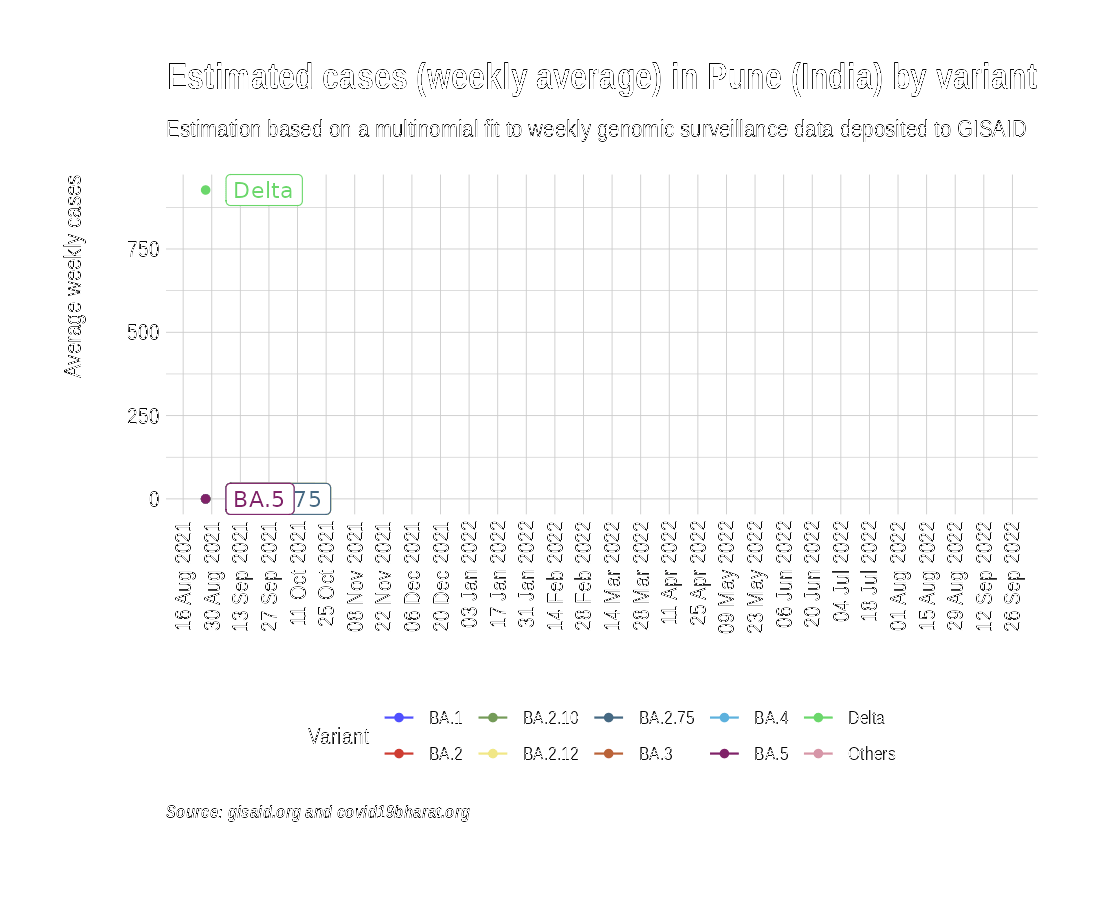 Estimated cases (weekly average) in Pune (India) by variant
Estimation based on a multinomial fit to weekly genomic surveillance data deposited to GISAID
Average weekly cases
Delta
750
500
250
0
BA.5 75
16 Aug 2021
30 Aug 2021
13 Sep 2021
27 Sep 2021
11 Oct 2021
25 Oct 2021
08 Nov 2021
22 Nov 2021
06 Dec 2021
20 Dec 2021
03 Jan 2022
17 Jan 2022
31 Jan 2022
14 Feb 2022
28 Feb 2022
14 Mar 2022
28 Mar 2022
11 Apr 2022
25 Apr 2022
09 May 2022
23 May 2022
06 Jun 2022
20 Jun 2022
04 Jul 2022
18 Jul 2022
01 Aug 2022
15 Aug 2022
29 Aug 2022
12 Sep 2022
26 Sep 2022
Variant
BA.1 BA.2.10 BA.2.75 BA.4 Delta
BA.2 BA.2.12 BA.3 BA.5 Others
Source: gisaid.org and covid19bharat.org